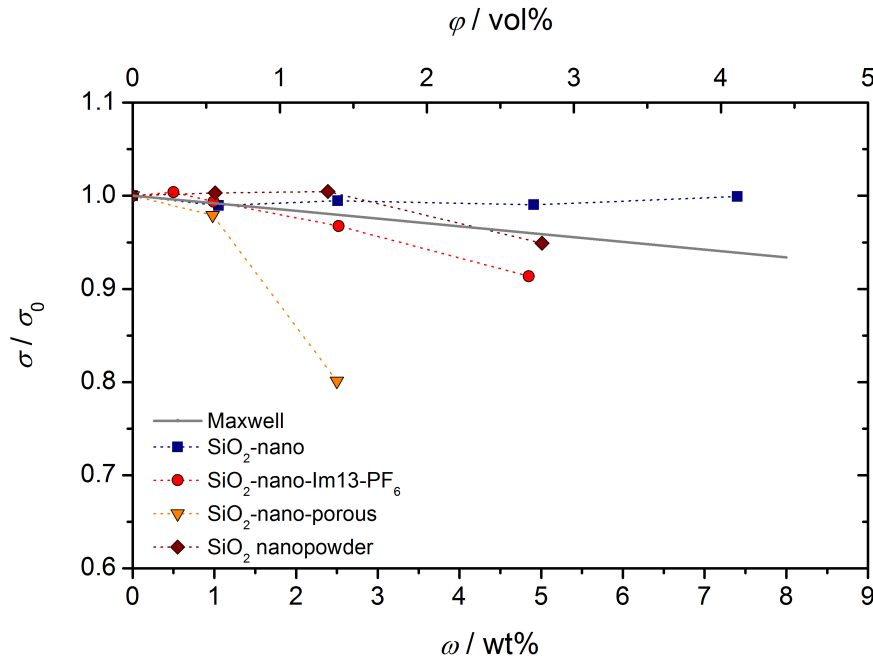 φ / vol%
0 1 2 3 4 5
1.1
1.0
0.9
0.8
0.7
0.6
σ / σ₀
Maxwell
SiO₂-nano
SiO₂-nano-Im13-PF₆
SiO₂-nano-porous
SiO₂ nanopowder
0 1 2 3 4 5 6 7 8 9
ω / wt%